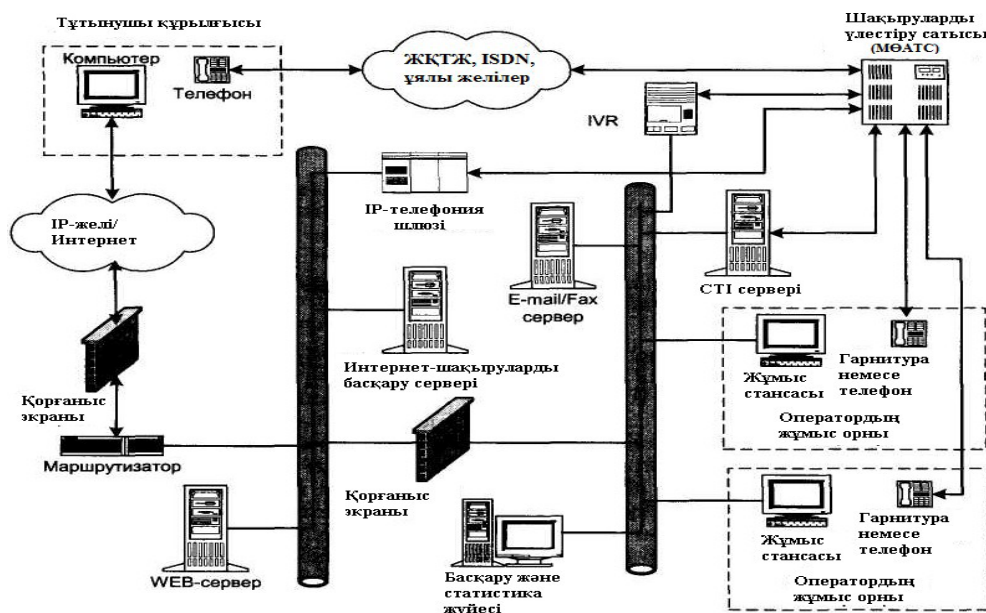 Тұтынушы құрылғысы
Компьютер
Телефон
ЖҚТЖ, ISDN,
ұялы желілер
Шақыруларды
үлестіру сатысы
(МӨАТС)
IVR
IP-желі/
Интернет
IP-телефония
шлюзі
E-mail/Fax
сервер
CTI сервері
Интернет-шақыруларды
басқару сервері
Қорғаныс
экраны
Маршрутизатор
Қорғаныс
экраны
WEB-сервер
Басқару және
статистика
жүйесі
Жұмыс
стансасы
Гарнитура
немесе
телефон
Оператордың
жұмыс орны
Жұмыс
стансасы
Гарнитура
немесе
телефон
Оператордың
жұмыс орны